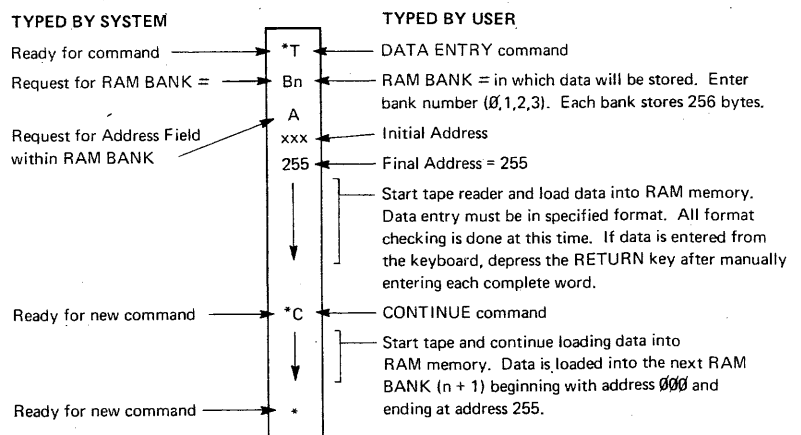 TYPED BY SYSTEM
TYPED BY USER
Ready for command
*T
DATA ENTRY command
Request for RAM BANK =
Bn
RAM BANK = in which data will be stored. Enter
bank number (Ø,1,2,3). Each bank stores 256 bytes.
Request for Address Field
within RAM BANK
A
xxx
Initial Address
255
Final Address = 255
Start tape reader and load data into RAM memory.
Data entry must be in specified format. All format
checking is done at this time. If data is entered from
the keyboard, depress the RETURN key after manually
entering each complete word.
Ready for new command
*C
CONTINUE command
Start tape and continue loading data into
RAM memory. Data is loaded into the next RAM
BANK (n + 1) beginning with address ØØØ and
ending at address 255.
Ready for new command
*